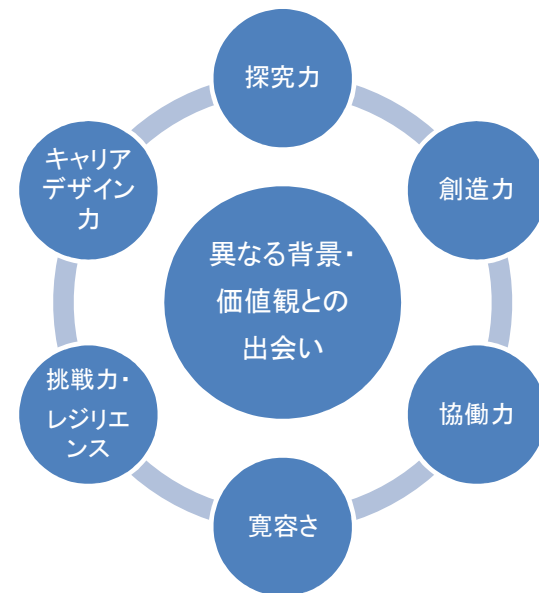 探究力
キャリア
デザイン
力
創造力
異なる背景・
価値観との
出会い
挑戦力・
レジリエ
ンス
協働力
寛容さ